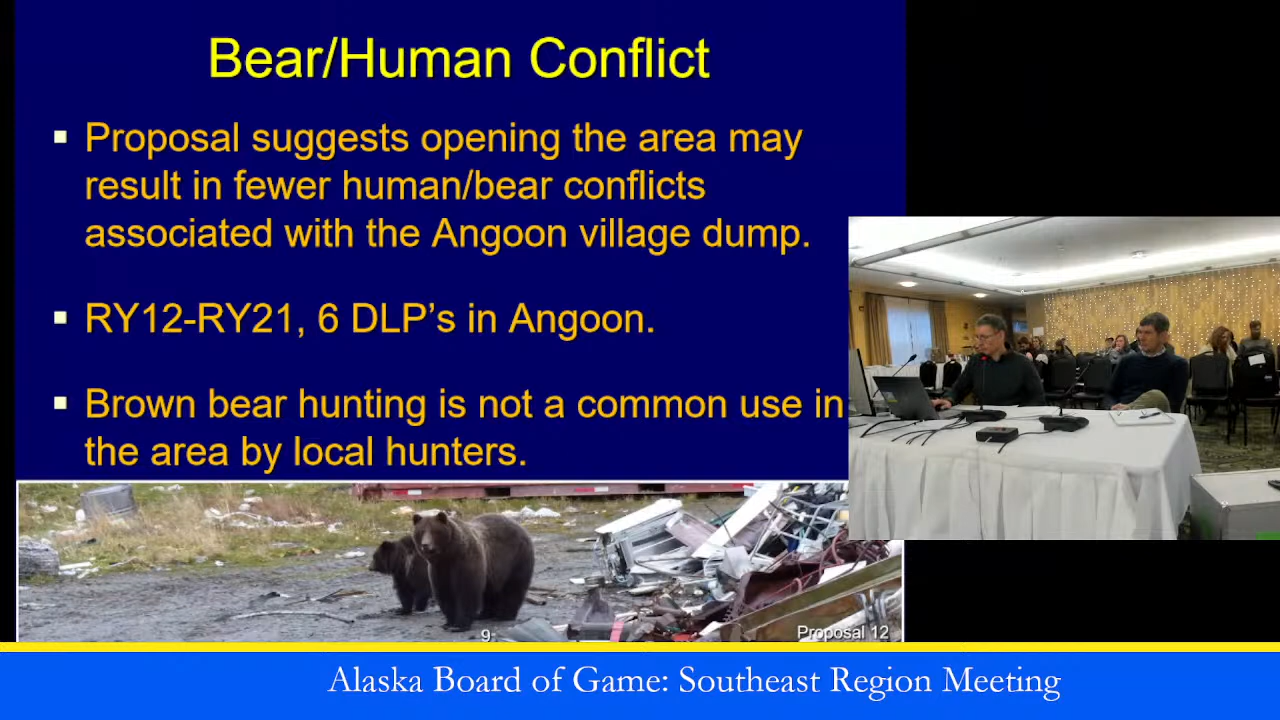 Bear/Human Conflict
Proposal suggests opening the area may
result in fewer human/bear conflicts
associated with the Angoon village dump.
RY12-RY21, 6 DLP's in Angoon.
Brown bear hunting is not a common use in
the area by local hunters.
9
Proposal 12
Alaska Board of Game: Southeast Region Meeting